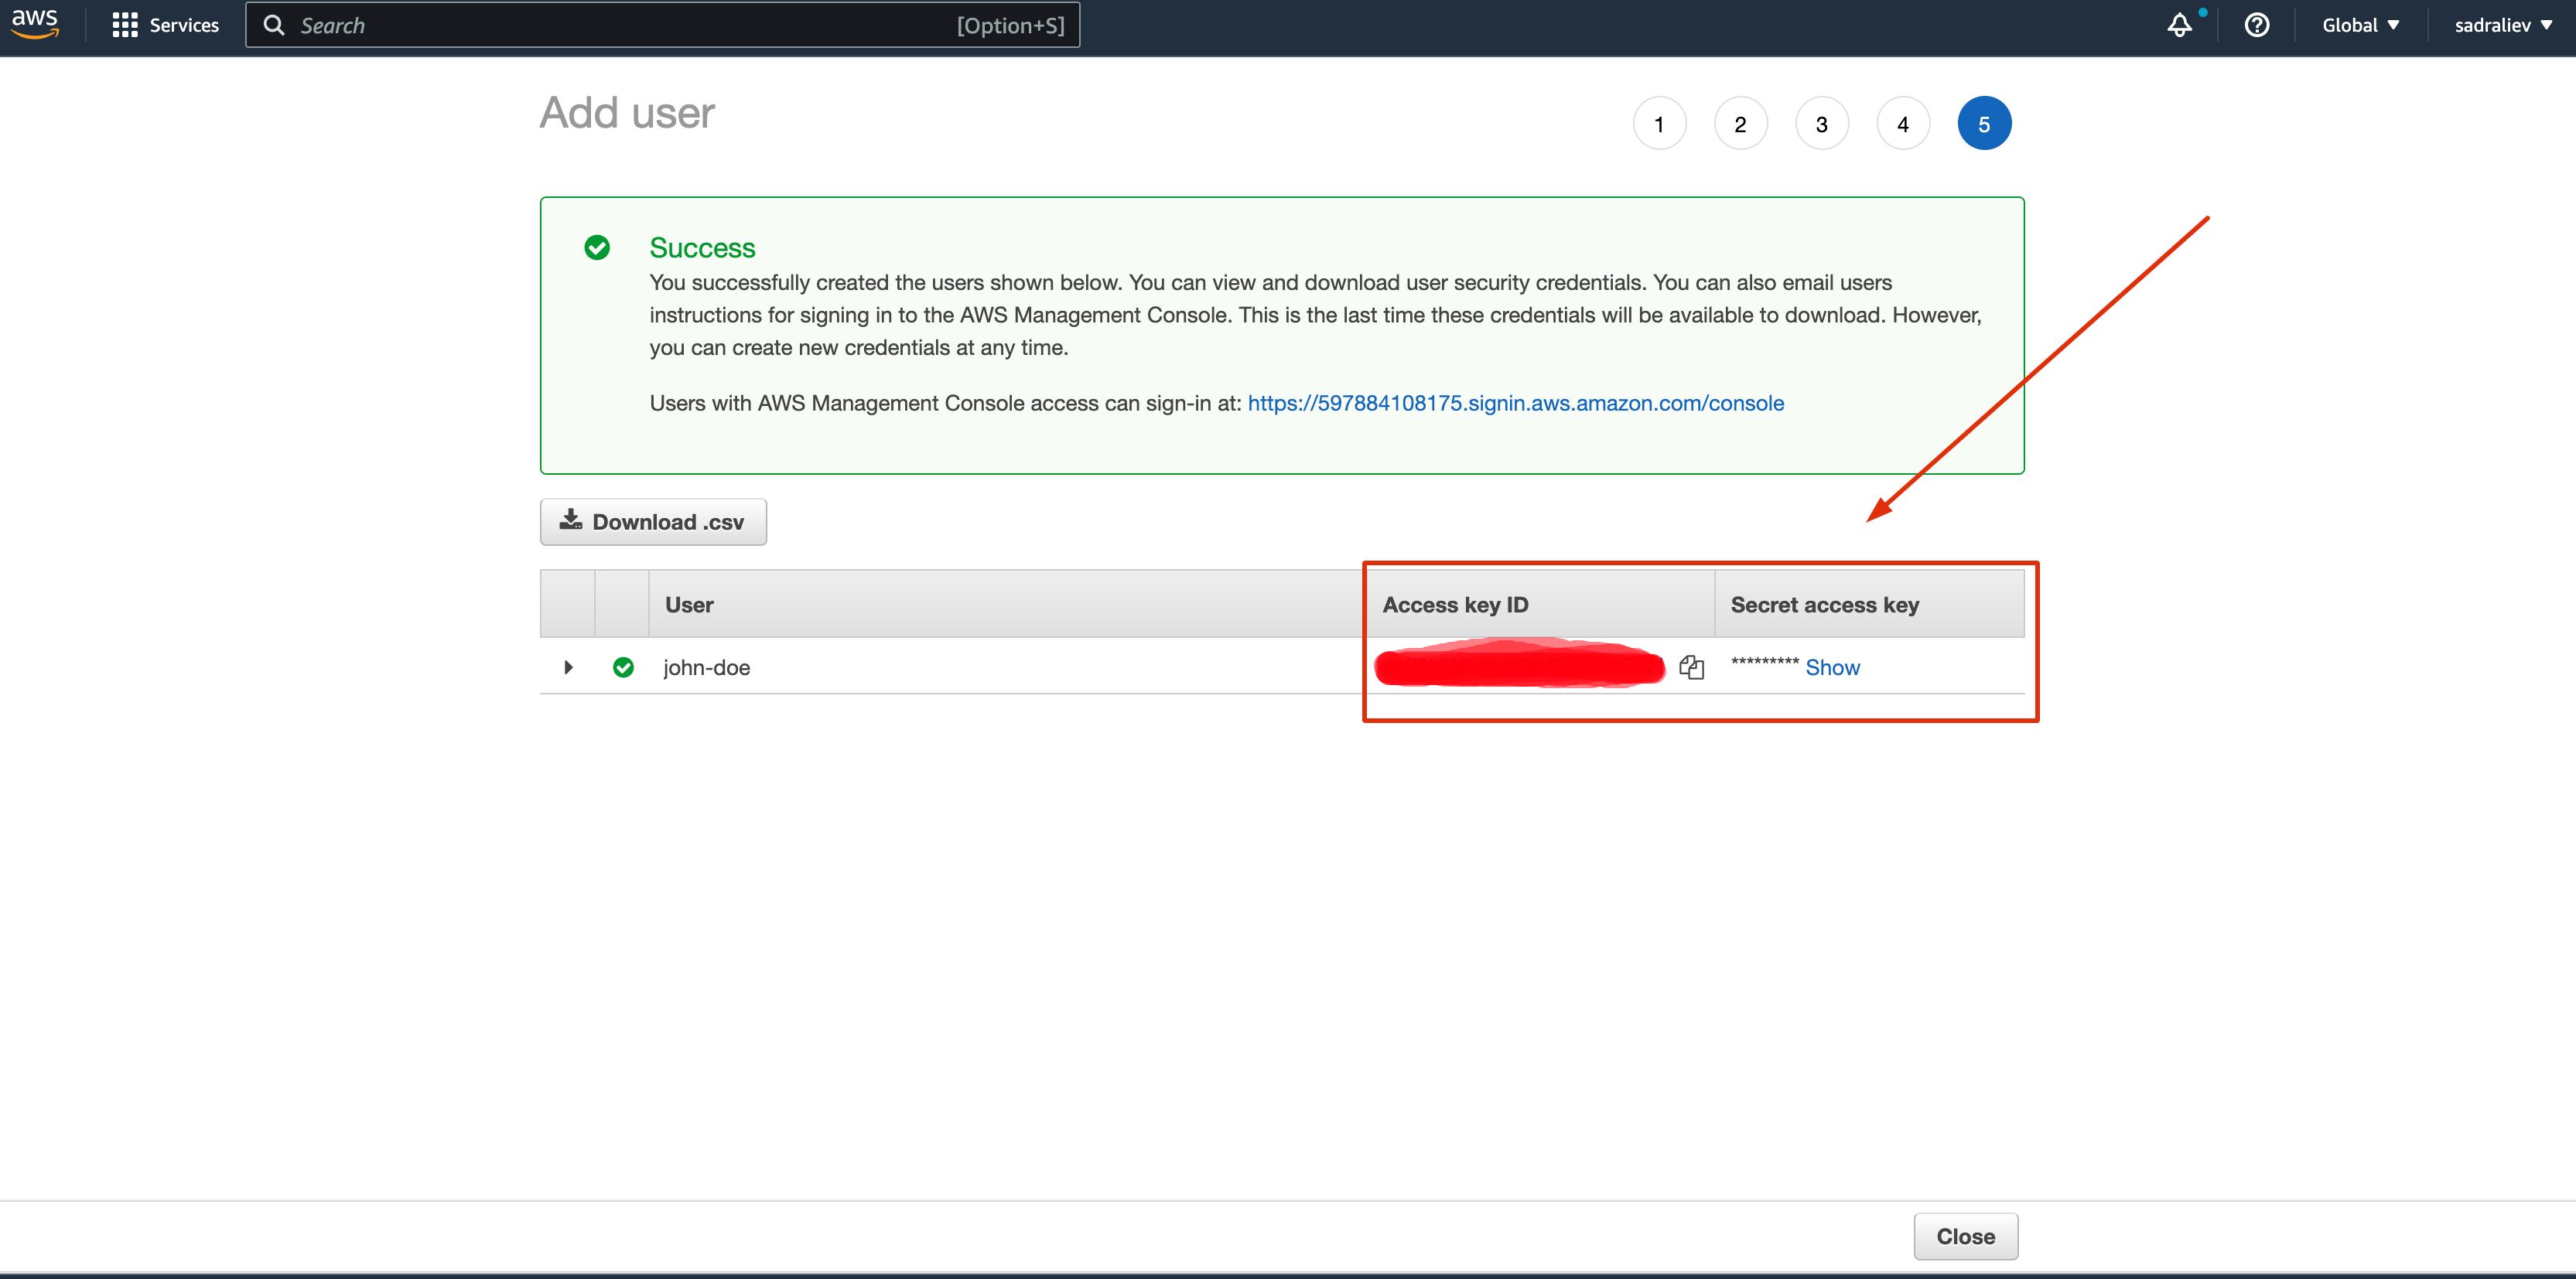 aws Services Search [Option+S] Global sadraliev
Add user
1 2 3 4 5
Success
You successfully created the users shown below. You can view and download user security credentials. You can also email users
instructions for signing in to the AWS Management Console. This is the last time these credentials will be available to download. However,
you can create new credentials at any time.
Users with AWS Management Console access can sign-in at: https://597884108175.signin.aws.amazon.com/console
Download .csv
User Access key ID Secret access key
john-doe ********* Show
Close